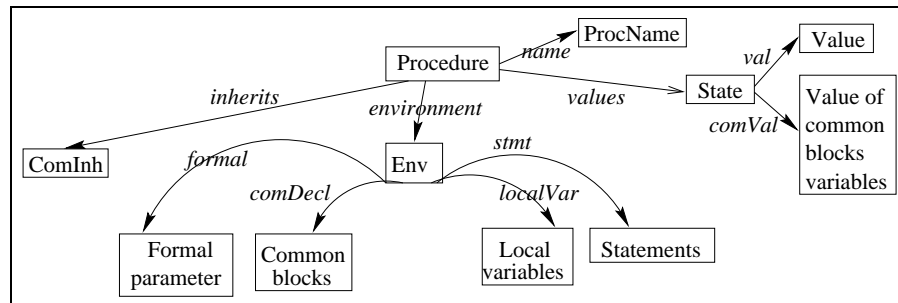 ProcName
name
Value
Procedure
val
State
inherits
environment
values
Value of
common
blocks
variables
comVal
ComInh
formal
Env
stmt
comDecl
localVar
Formal
parameter
Common
blocks
Local
variables
Statements